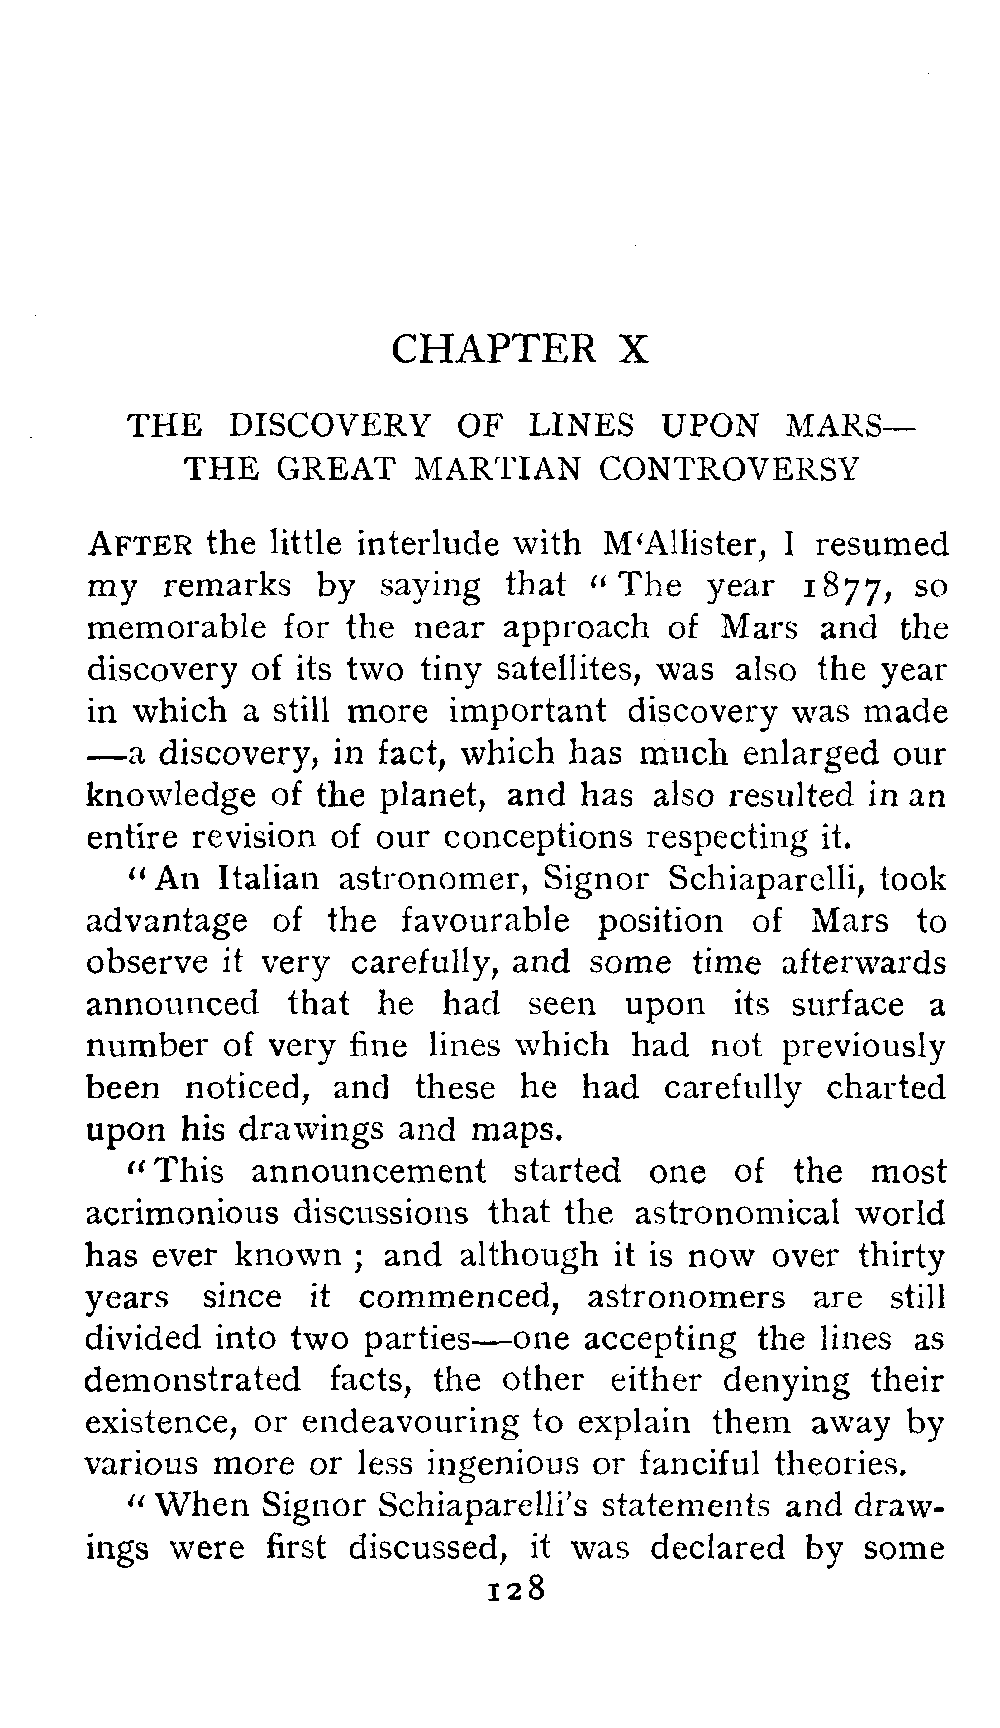 CHAPTER X
THE DISCOVERY OF LINES UPON MARS—
THE GREAT MARTIAN CONTROVERSY
AFTER the little interlude with M‘Allister, I resumed
my remarks by saying that “The year 1877, so
memorable for the near approach of Mars and the
discovery of its two tiny satellites, was also the year
in which a still more important discovery was made
—a discovery, in fact, which has much enlarged our
knowledge of the planet, and has also resulted in an
entire revision of our conceptions respecting it.
“An Italian astronomer, Signor Schiaparelli, took
advantage of the favourable position of Mars to
observe it very carefully, and some time afterwards
announced that he had seen upon its surface a
number of very fine lines which had not previously
been noticed, and these he had carefully charted
upon his drawings and maps.
“This announcement started one of the most
acrimonious discussions that the astronomical world
has ever known ; and although it is now over thirty
years since it commenced, astronomers are still
divided into two parties—one accepting the lines as
demonstrated facts, the other either denying their
existence, or endeavouring to explain them away by
various more or less ingenious or fanciful theories.
“When Signor Schiaparelli’s statements and draw-
ings were first discussed, it was declared by some
128